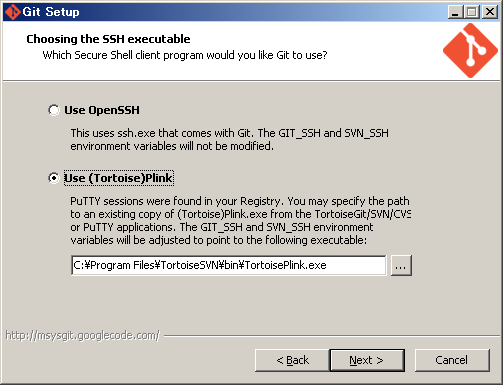 Git Setup
Choosing the SSH executable
Which Secure Shell client program would you like Git to use?
Use OpenSSH
This uses ssh.exe that comes with Git. The GIT_SSH and SVN_SSH
environment variables will not be modified.
Use (Tortoise)Plink
PuTTY sessions were found in your Registry. You may specify the path
to an existing copy of (Tortoise)Plink.exe from the TortoiseGit/SVN/CVS
or PuTTY applications. The GIT_SSH and SVN_SSH environment
variables will be adjusted to point to the following executable:
C:¥Program Files¥TortoiseSVN¥bin¥TortoisePlink.exe
...
http://msysgit.googlecode.com/
< Back
Next >
Cancel